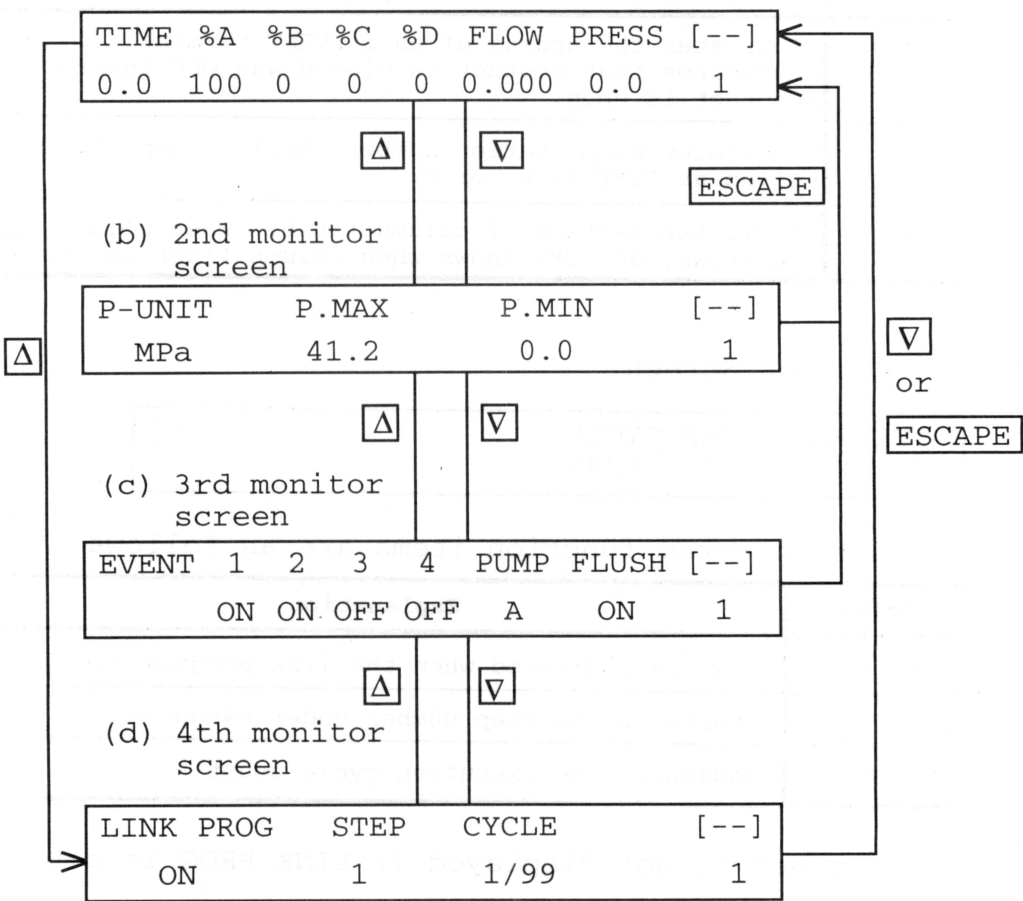 TIME %A %B %C %D FLOW PRESS [--]
0.0 100 0 0 0 0.000 0.0 1
Δ ∇
ESCAPE
(b) 2nd monitor
screen
P-UNIT P.MAX P.MIN [--]
MPa 41.2 0.0 1
Δ
∇
or
ESCAPE
Δ ∇
(c) 3rd monitor
screen
EVENT 1 2 3 4 PUMP FLUSH [--]
ON ON OFF OFF A ON 1
Δ ∇
(d) 4th monitor
screen
LINK PROG STEP CYCLE [--]
ON 1 1/99 1